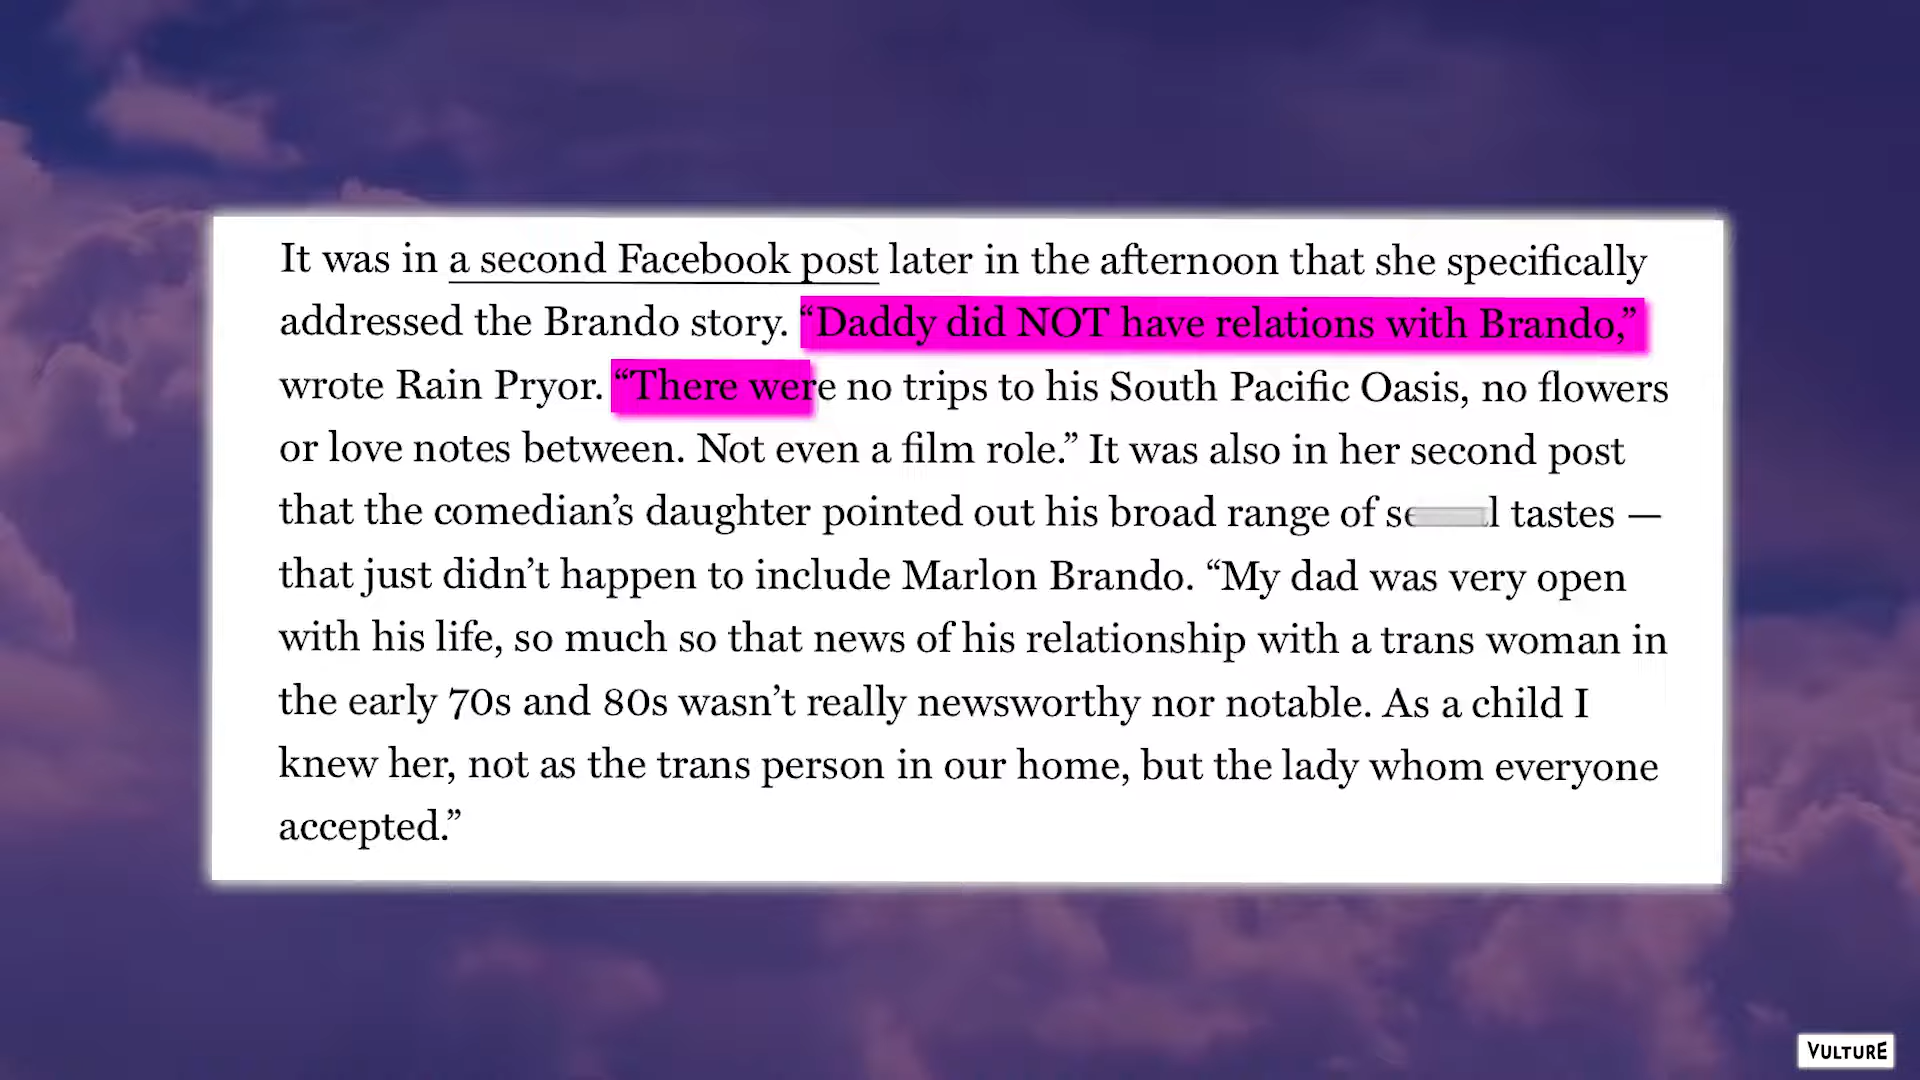 It was in a second Facebook post later in the afternoon that she specifically
addressed the Brando story. “Daddy did NOT have relations with Brando,”
wrote Rain Pryor. “There were no trips to his South Pacific Oasis, no flowers
or love notes between. Not even a film role.” It was also in her second post
that the comedian’s daughter pointed out his broad range of tastes —
that just didn’t happen to include Marlon Brando. “My dad was very open
with his life, so much so that news of his relationship with a trans woman in
the early 70s and 80s wasn’t really newsworthy nor notable. As a child I
knew her, not as the trans person in our home, but the lady whom everyone
accepted.”
VULTURE